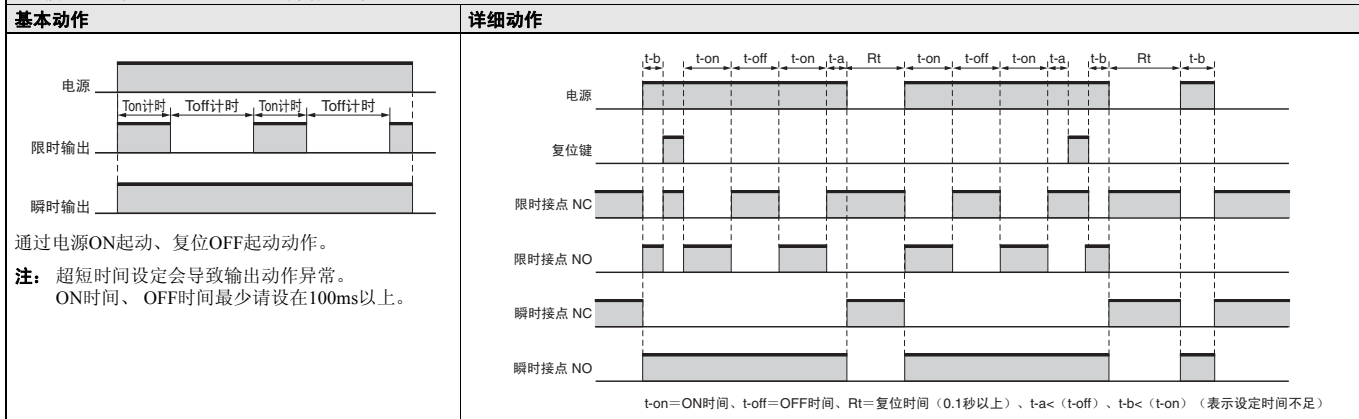 基本动作
详细动作
电源
Ton计时 Toff计时 Ton计时 Toff计时
限时输出
瞬时输出
通过电源ON起动、复位OFF起动动作。
注： 超短时间设定会导致输出动作异常。
ON时间、 OFF时间最少请设在100ms以上。
t-b t-on t-off t-on t-a Rt t-on t-off t-on t-a t-b Rt t-b
电源
复位键
限时接点 NC
限时接点 NO
瞬时接点 NC
瞬时接点 NO
t-on＝ON时间、t-off＝OFF时间、Rt＝复位时间（0.1秒以上）、t-a<（t-off）、t-b<（t-on）（表示设定时间不足）